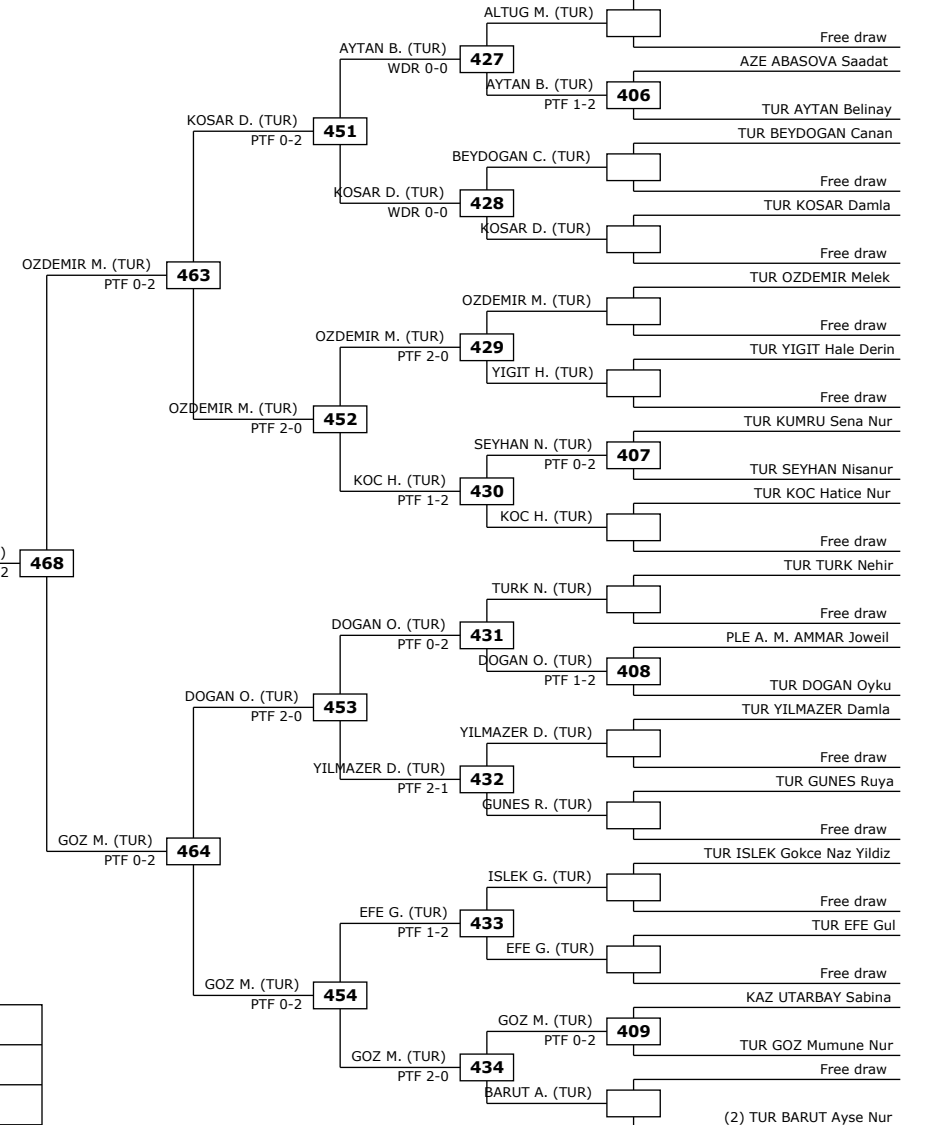 ALTUG M. (TUR)
Free draw
AYTAN B. (TUR)
WDR 0-0
427
AZE ABASOVA Saadat
AYTAN B. (TUR)
PTF 1-2
406
TUR AYTAN Belinay
KOSAR D. (TUR)
PTF 0-2
451
TUR BEYDOGAN Canan
BEYDOGAN C. (TUR)
Free draw
KOSAR D. (TUR)
WDR 0-0
428
TUR KOSAR Damla
KOSAR D. (TUR)
Free draw
OZDEMIR M. (TUR)
PTF 0-2
463
TUR OZDEMIR Melek
OZDEMIR M. (TUR)
Free draw
OZDEMIR M. (TUR)
PTF 2-0
429
TUR YIGIT Hale Derin
YIGIT H. (TUR)
Free draw
OZDEMIR M. (TUR)
PTF 2-0
452
TUR KUMRU Sena Nur
SEYHAN N. (TUR)
PTF 0-2
407
TUR SEYHAN Nisanur
KOC H. (TUR)
PTF 1-2
430
TUR KOC Hatice Nur
KOC H. (TUR)
Free draw
)
2
468
TUR TURK Nehir
TURK N. (TUR)
Free draw
DOGAN O. (TUR)
PTF 0-2
431
PLE A. M. AMMAR Joweil
DOGAN O. (TUR)
PTF 1-2
408
TUR DOGAN Oyku
DOGAN O. (TUR)
PTF 2-0
453
TUR YILMAZER Damla
YILMAZER D. (TUR)
Free draw
YILMAZER D. (TUR)
PTF 2-1
432
TUR GUNES Ruya
GUNES R. (TUR)
Free draw
GOZ M. (TUR)
PTF 0-2
464
TUR ISLEK Gokce Naz Yildiz
ISLEK G. (TUR)
Free draw
EFE G. (TUR)
PTF 1-2
433
TUR EFE Gul
EFE G. (TUR)
Free draw
GOZ M. (TUR)
PTF 0-2
454
KAZ UTARBAY Sabina
GOZ M. (TUR)
PTF 0-2
409
TUR GOZ Mumune Nur
GOZ M. (TUR)
PTF 2-0
434
Free draw
BARUT A. (TUR)
(2) TUR BARUT Ayse Nur